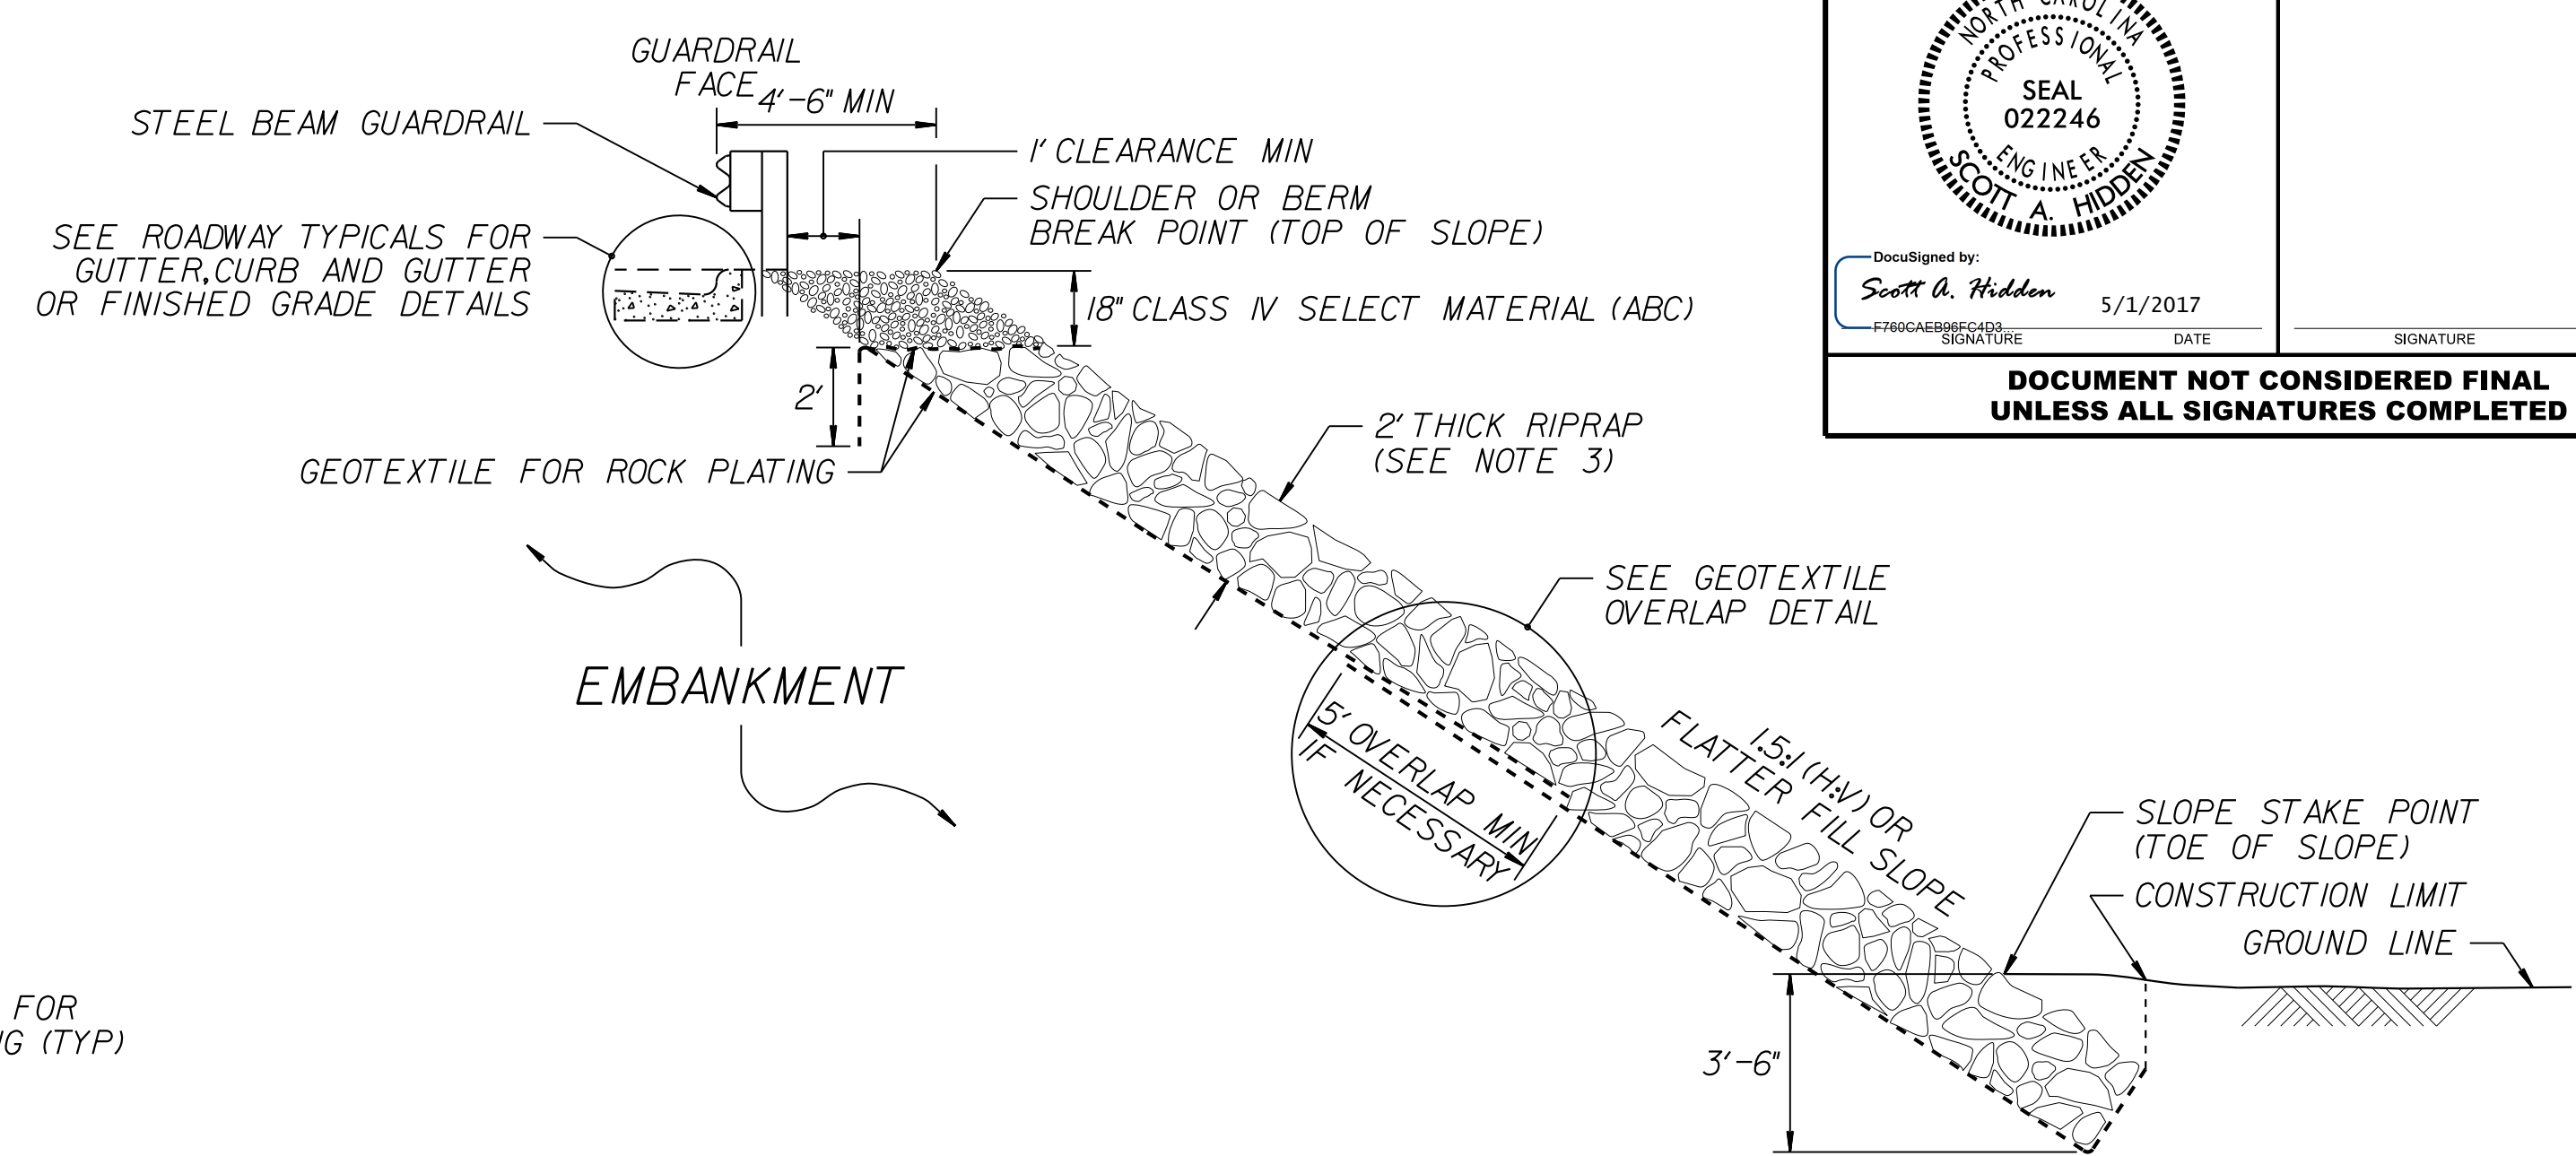 GUARDRAIL
FACE
4'-6" MIN
STEEL BEAM GUARDRAIL
1' CLEARANCE MIN
SHOULDER OR BERM
BREAK POINT (TOP OF SLOPE)
SEE ROADWAY TYPICALS FOR
GUTTER, CURB AND GUTTER
OR FINISHED GRADE DETAILS
18" CLASS IV SELECT MATERIAL (ABC)
2'
GEOTEXTILE FOR ROCK PLATING
2' THICK RIPRAP
(SEE NOTE 3)
EMBANKMENT
SEE GEOTEXTILE
OVERLAP DETAIL
5' OVERLAP MIN
IF NECESSARY
1.5:1 (H:V) OR
FLATTER FILL SLOPE
SLOPE STAKE POINT
(TOE OF SLOPE)
CONSTRUCTION LIMIT
GROUND LINE
3'-6"
FOR
G (TYP)
NORTH CAROLINA
PROFESSIONAL
SEAL
022246
ENGINEER
SCOTT A. HIDDEN
DocuSigned by:
Scott A. Hidden
5/1/2017
F760CAEB96FC4D3...
SIGNATURE DATE
SIGNATURE
DOCUMENT NOT CONSIDERED FINAL
UNLESS ALL SIGNATURES COMPLETED